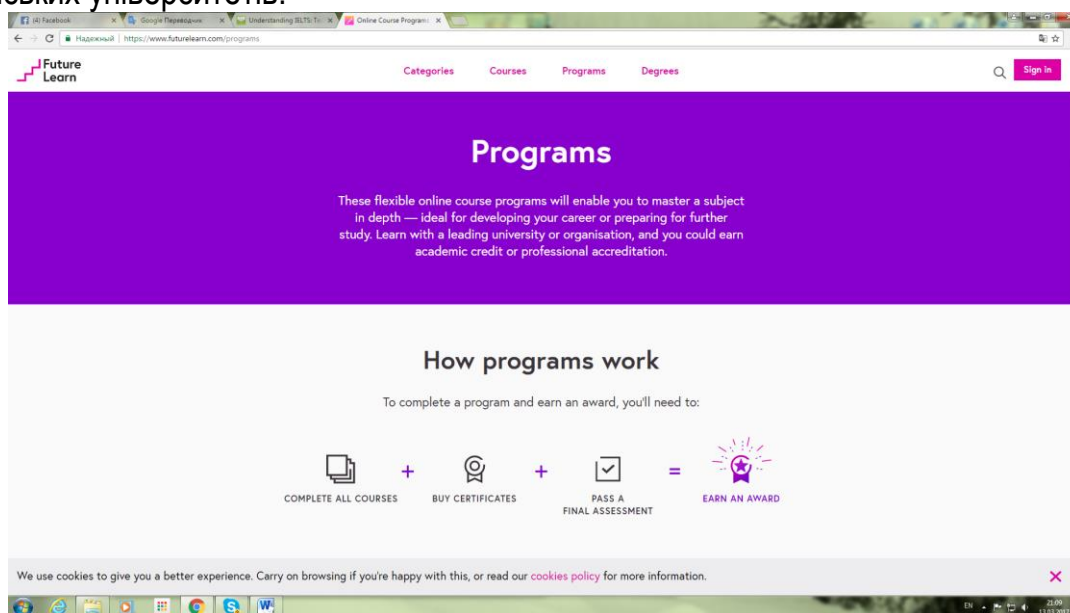 університетів.
(4) Facebook
Google Переводчик
Understanding IELTS: Te
Online Course Programs
Надежный | https://www.futurelearn.com/programs
Future
Learn
Categories Courses Programs Degrees
Sign in
Programs
These flexible online course programs will enable you to master a subject
in depth — ideal for developing your career or preparing for further
study. Learn with a leading university or organisation, and you could earn
academic credit or professional accreditation.
How programs work
To complete a program and earn an award, you'll need to:
COMPLETE ALL COURSES
+
BUY CERTIFICATES
+
PASS A
FINAL ASSESSMENT
=
EARN AN AWARD
We use cookies to give you a better experience. Carry on browsing if you're happy with this, or read our cookies policy for more information.
EN
21:09